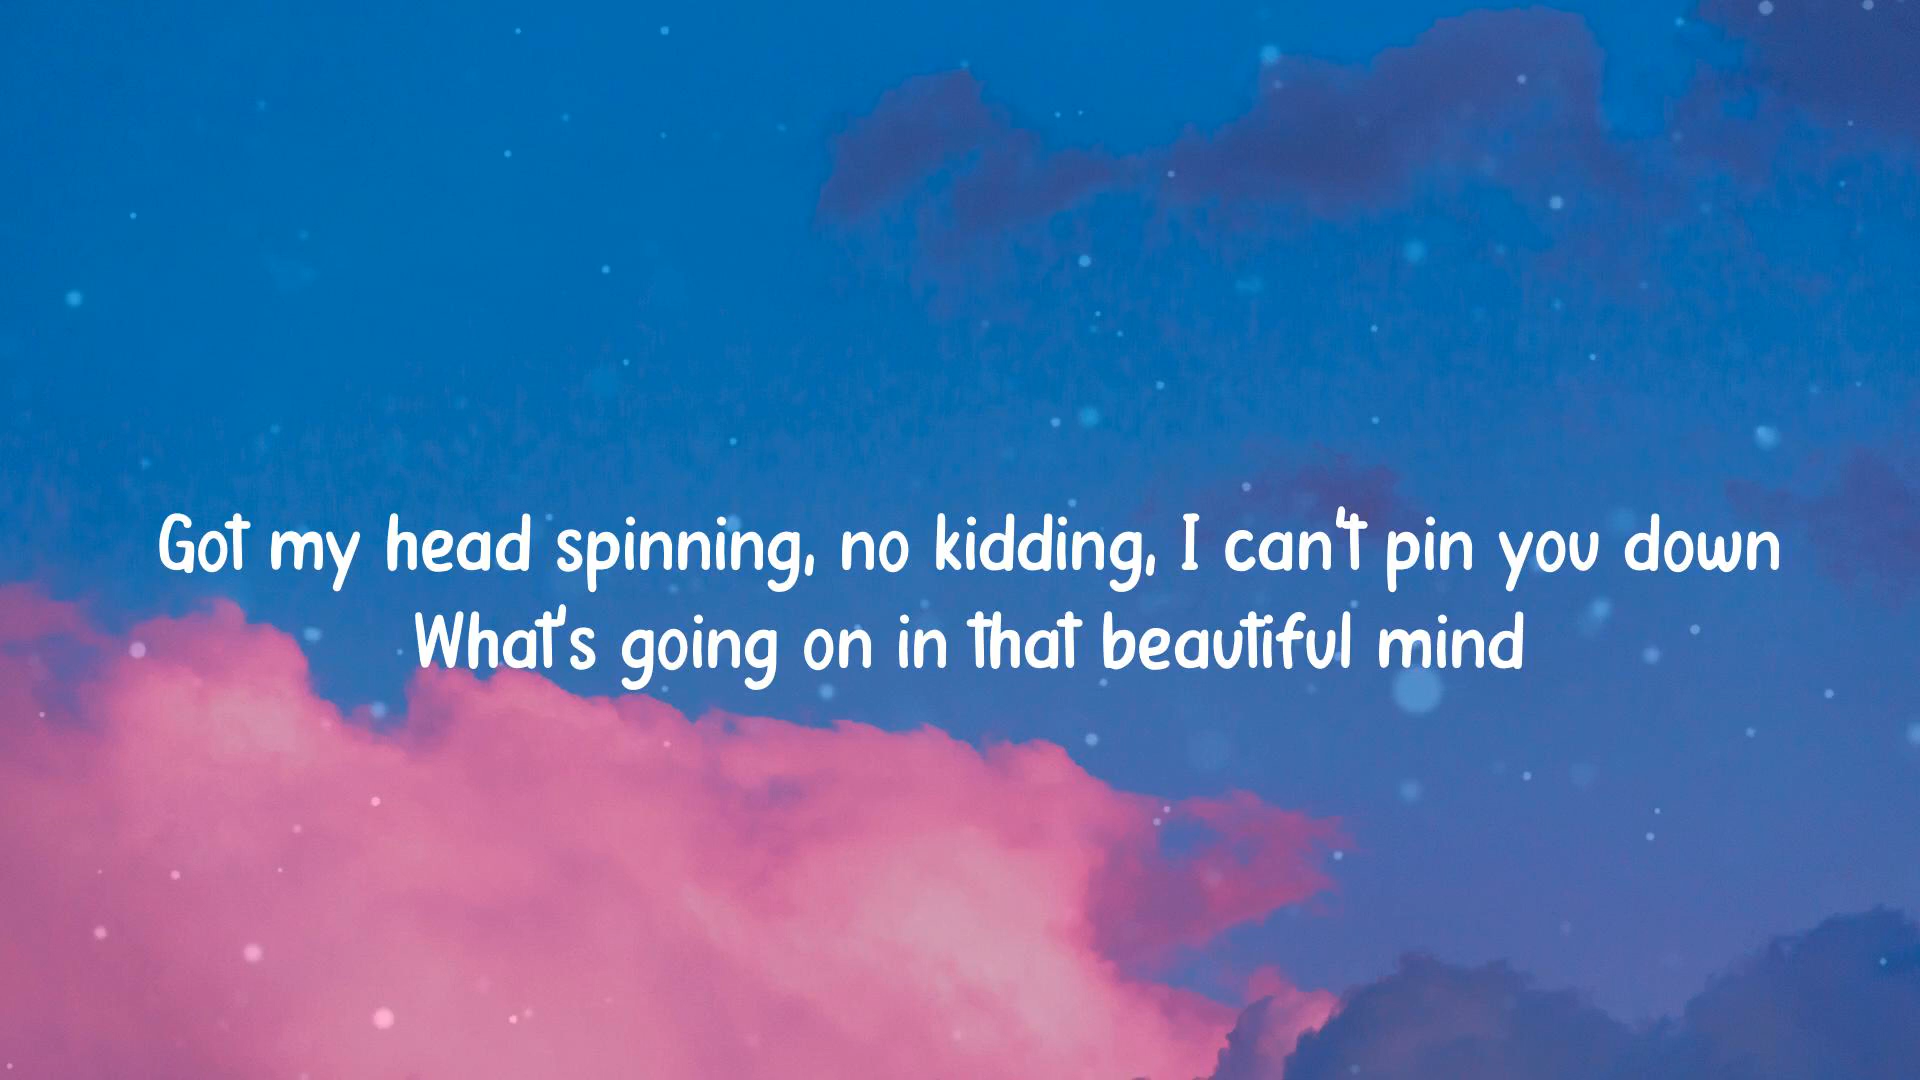 Got my head spinning, no kidding, I can't pin you down
What's going on in that beautiful mind